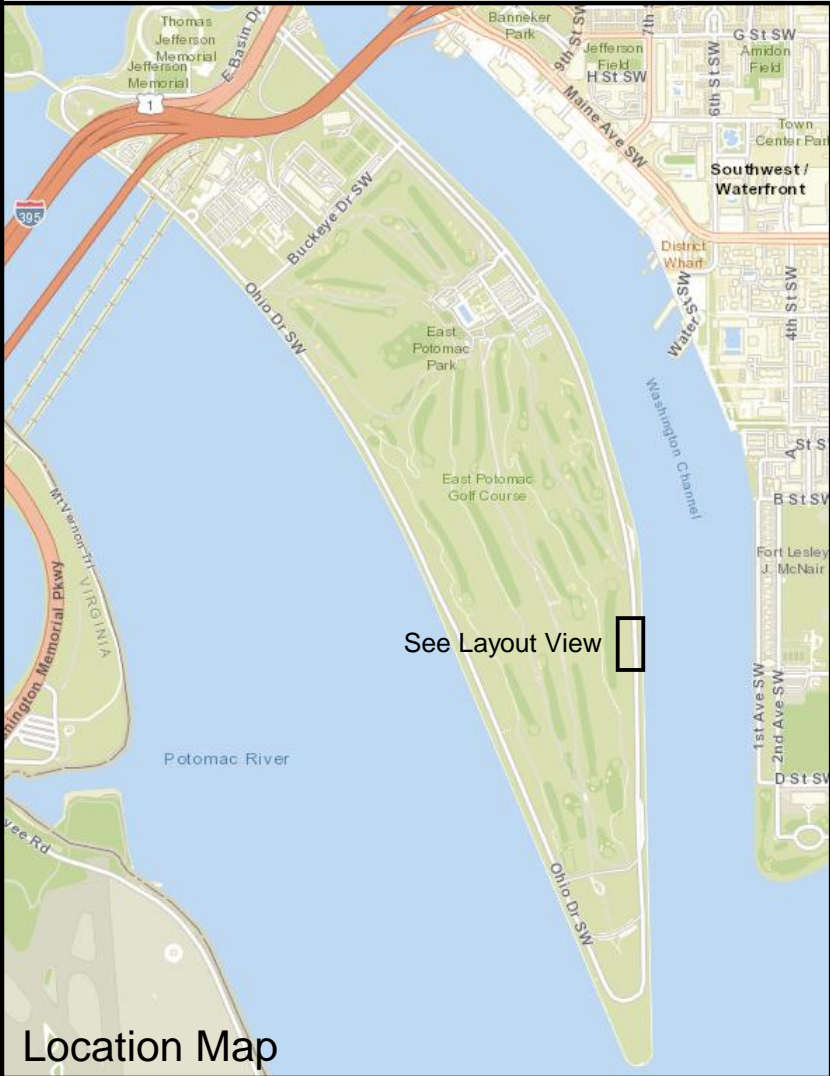 Thomas
Jefferson
Memorial
Jefferson
Memorial
E Basin Dr
1
395
Banneker
Park
9th St SW
7th S
Jefferson
Field
H St SW
G St SW
Amidon
Field
6th St SW
Maine Ave SW
Town
Center Park
Southwest /
Waterfront
Buckeye Dr SW
Ohio Dr SW
District
Wharf
Water St SW
4th St SW
East
Potomac
Park
Washington Channel
East Potomac
Golf Course
A St S
B St SW
Fort Lesley
J. McNair
Mt Vernon Trl
VIRGINIA
hington Memorial Pkwy
See Layout View
1st Ave SW
2nd Ave SW
Potomac River
D St SW
yee Rd
Ohio Dr SW
Location Map